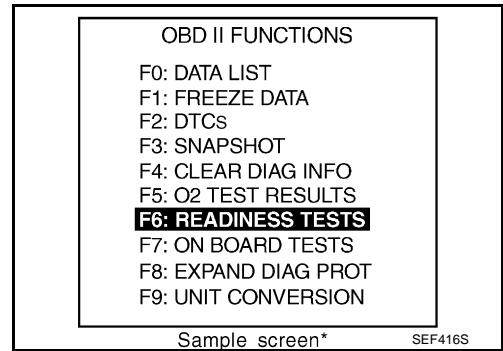 OBD II FUNCTIONS
F0: DATA LIST
F1: FREEZE DATA
F2: DTCs
F3: SNAPSHOT
F4: CLEAR DIAG INFO
F5: O2 TEST RESULTS
F6: READINESS TESTS
F7: ON BOARD TESTS
F8: EXPAND DIAG PROT
F9: UNIT CONVERSION
Sample screen* SEF416S